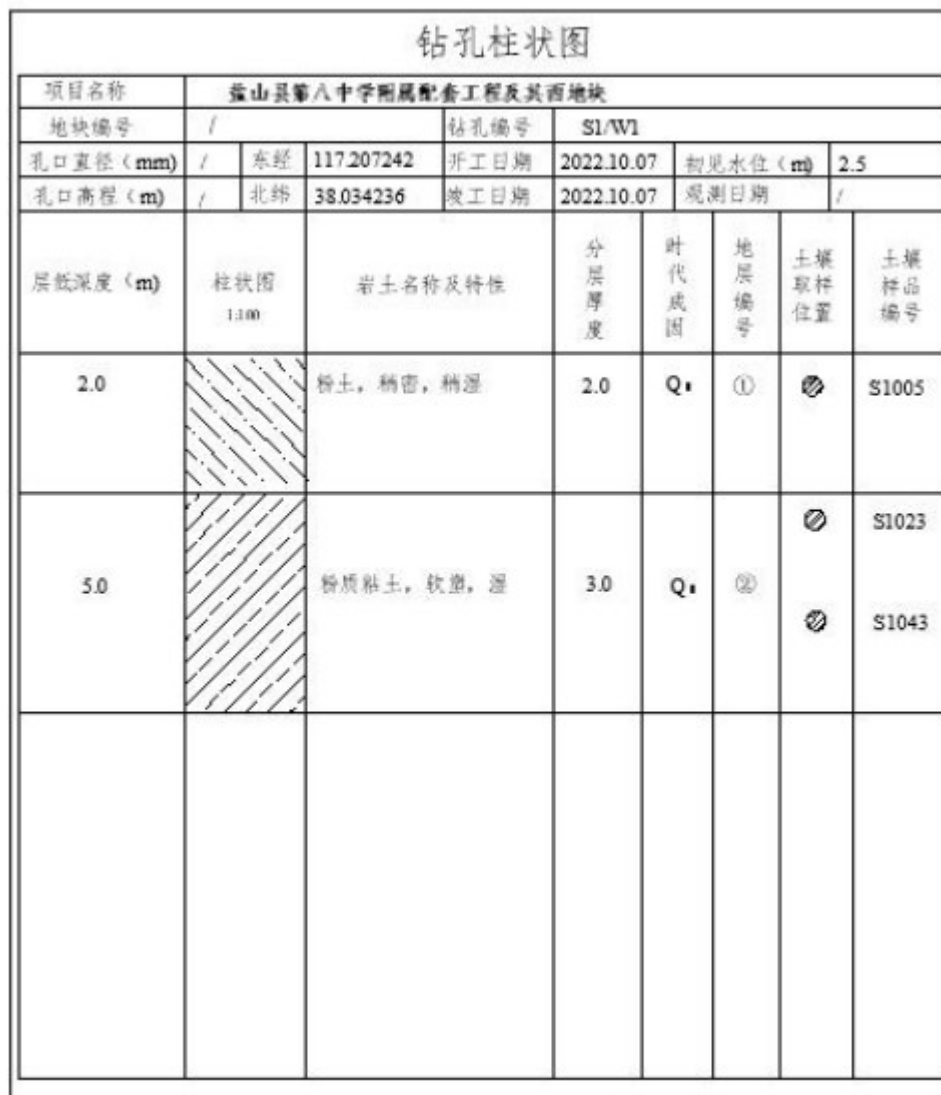 钻孔柱状图
项目名称 盐山县第八中学附属配套工程及其西地块
地块编号 / 钻孔编号 S1/W1
孔口直径（mm） / 东经 117.207242 开工日期 2022.10.07 初见水位（m） 2.5
孔口高程（m） / 北纬 38.034236 竣工日期 2022.10.07 观测日期 /
层低深度（m） 柱状图 1:100 岩土名称及特性 分层厚度 时代成因 地层编号 土壤取样位置 土壤样品编号
2.0 粉土，稍密，稍湿 2.0 Q ① S1005
S1023
5.0 粉质粘土，软塑，湿 3.0 Q ②
S1043